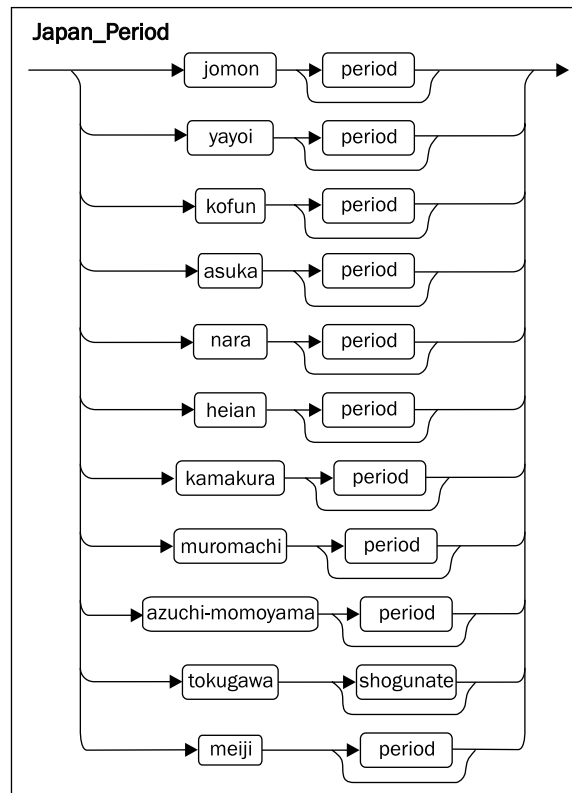 Japan_Period
jomon period
yayoi period
kofun period
asuka period
nara period
heian period
kamakura period
muromachi period
azuchi-momoyama period
tokugawa shogunate
meiji period